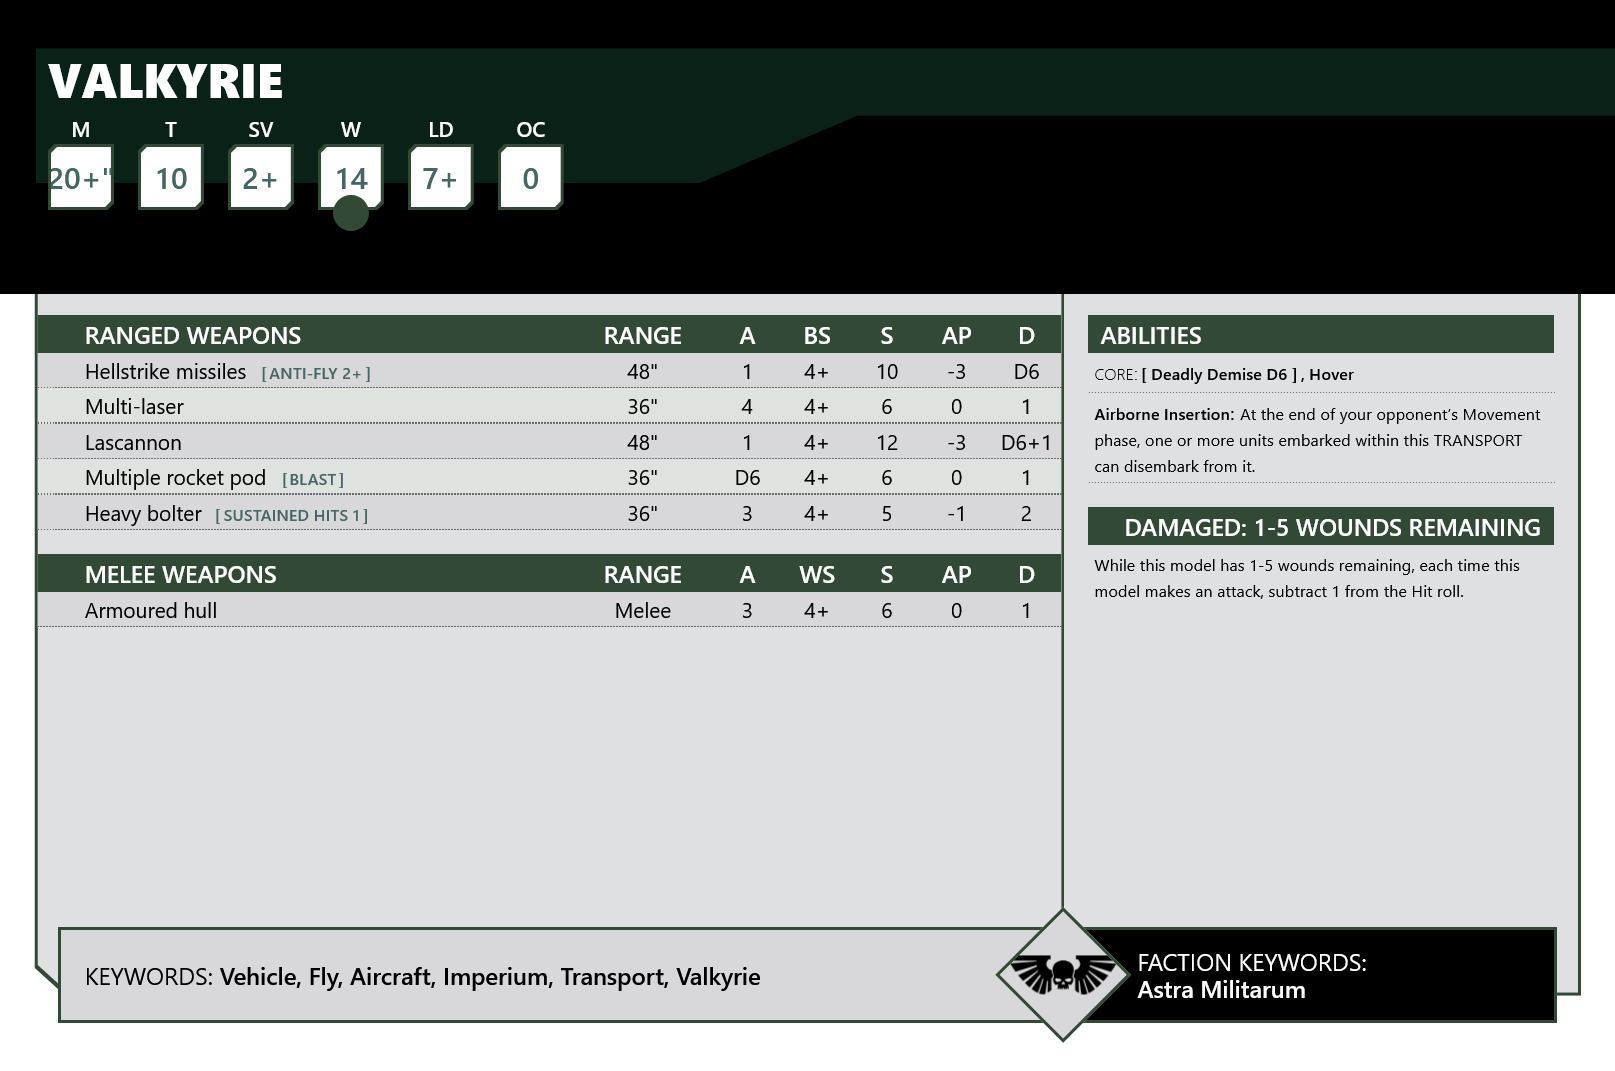 VALKYRIE
M T SV W LD OC
20+" 10 2+ 14 7+ 0
RANGED WEAPONS RANGE A BS S AP D
Hellstrike missiles [ ANTI-FLY 2+ ] 48" 1 4+ 10 -3 D6
Multi-laser 36" 4 4+ 6 0 1
Lascannon 48" 1 4+ 12 -3 D6+1
Multiple rocket pod [ BLAST ] 36" D6 4+ 6 0 1
Heavy bolter [ SUSTAINED HITS 1 ] 36" 3 4+ 5 -1 2
MELEE WEAPONS RANGE A WS S AP D
Armoured hull Melee 3 4+ 6 0 1
ABILITIES
CORE: [ Deadly Demise D6 ] , Hover
Airborne Insertion: At the end of your opponent’s Movement
phase, one or more units embarked within this TRANSPORT
can disembark from it.
DAMAGED: 1-5 WOUNDS REMAINING
While this model has 1-5 wounds remaining, each time this
model makes an attack, subtract 1 from the Hit roll.
KEYWORDS: Vehicle, Fly, Aircraft, Imperium, Transport, Valkyrie
FACTION KEYWORDS:
Astra Militarum